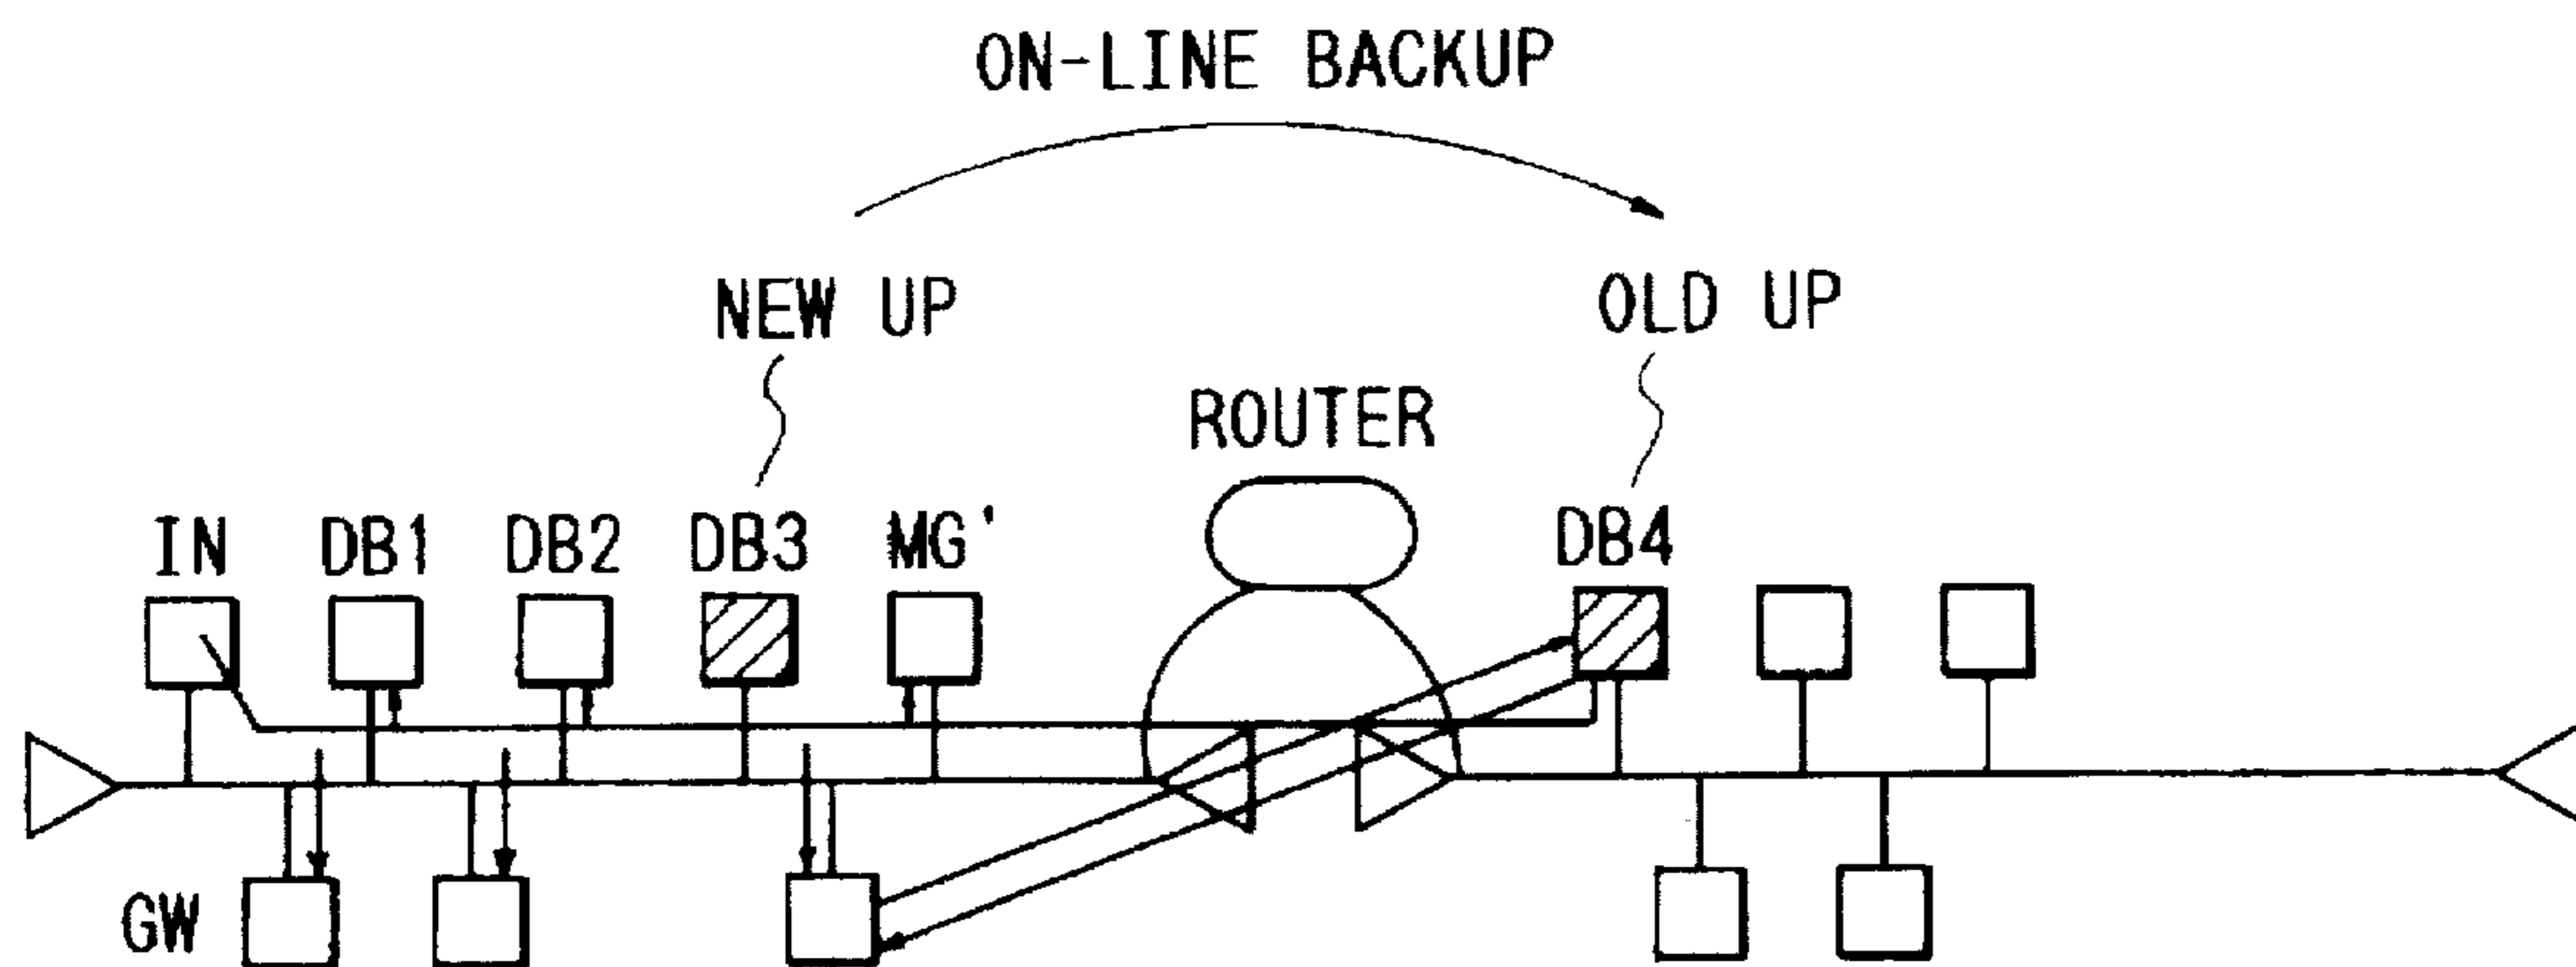 ON-LINE BACKUP
NEW UP
OLD UP
ROUTER
IN
DB1
DB2
DB3
MG'
DB4
GW